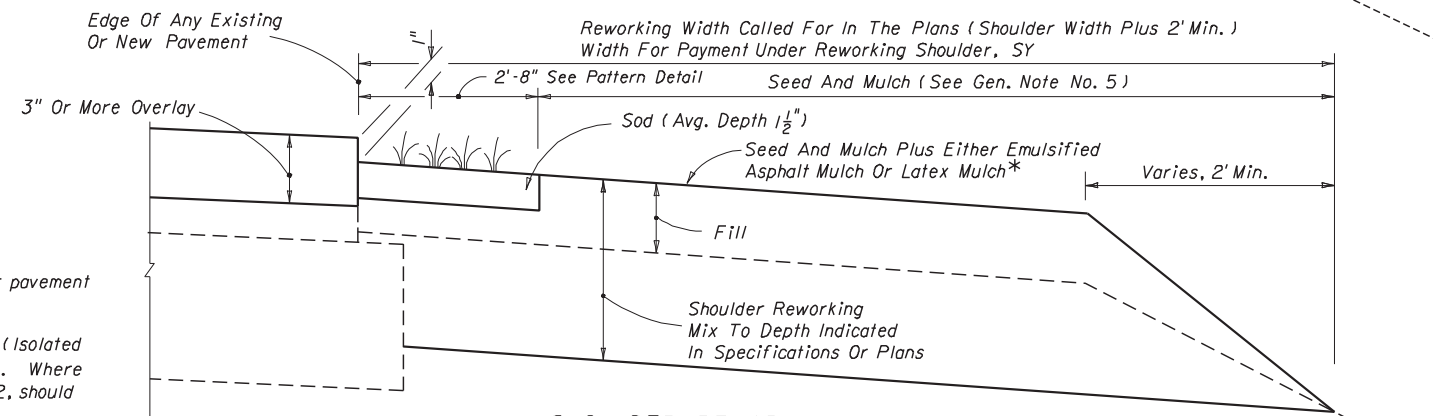 Edge Of Any Existing
Or New Pavement
1"
Reworking Width Called For In The Plans (Shoulder Width Plus 2' Min.)
Width For Payment Under Reworking Shoulder, SY
2'-8" See Pattern Detail
Seed And Mulch (See Gen. Note No. 5)
3" Or More Overlay
Sod (Avg. Depth 1½")
Seed And Mulch Plus Either Emulsified
Asphalt Mulch Or Latex Mulch*
Varies, 2' Min.
Fill
pavement
Shoulder Reworking
Mix To Depth Indicated
In Specifications Or Plans
(Isolated
. Where
2, should